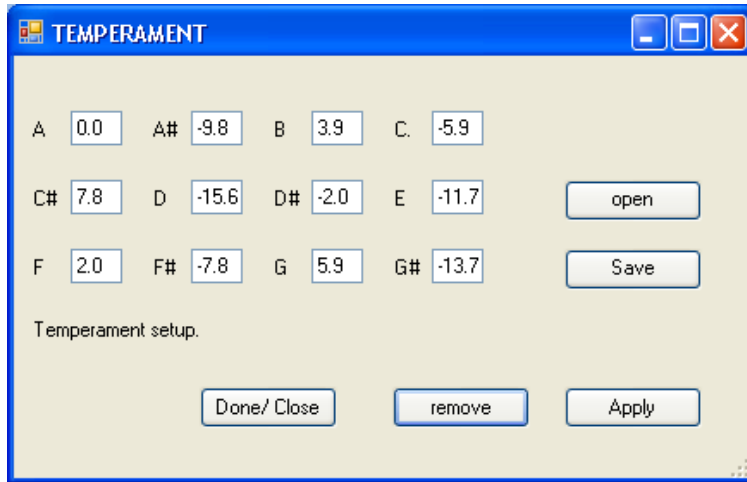 TEMPERAMENT
A 0.0 A# -9.8 B 3.9 C. -5.9
C# 7.8 D -15.6 D# -2.0 E -11.7 open
F 2.0 F# -7.8 G 5.9 G# -13.7 Save
Temperament setup.
Done/ Close remove Apply